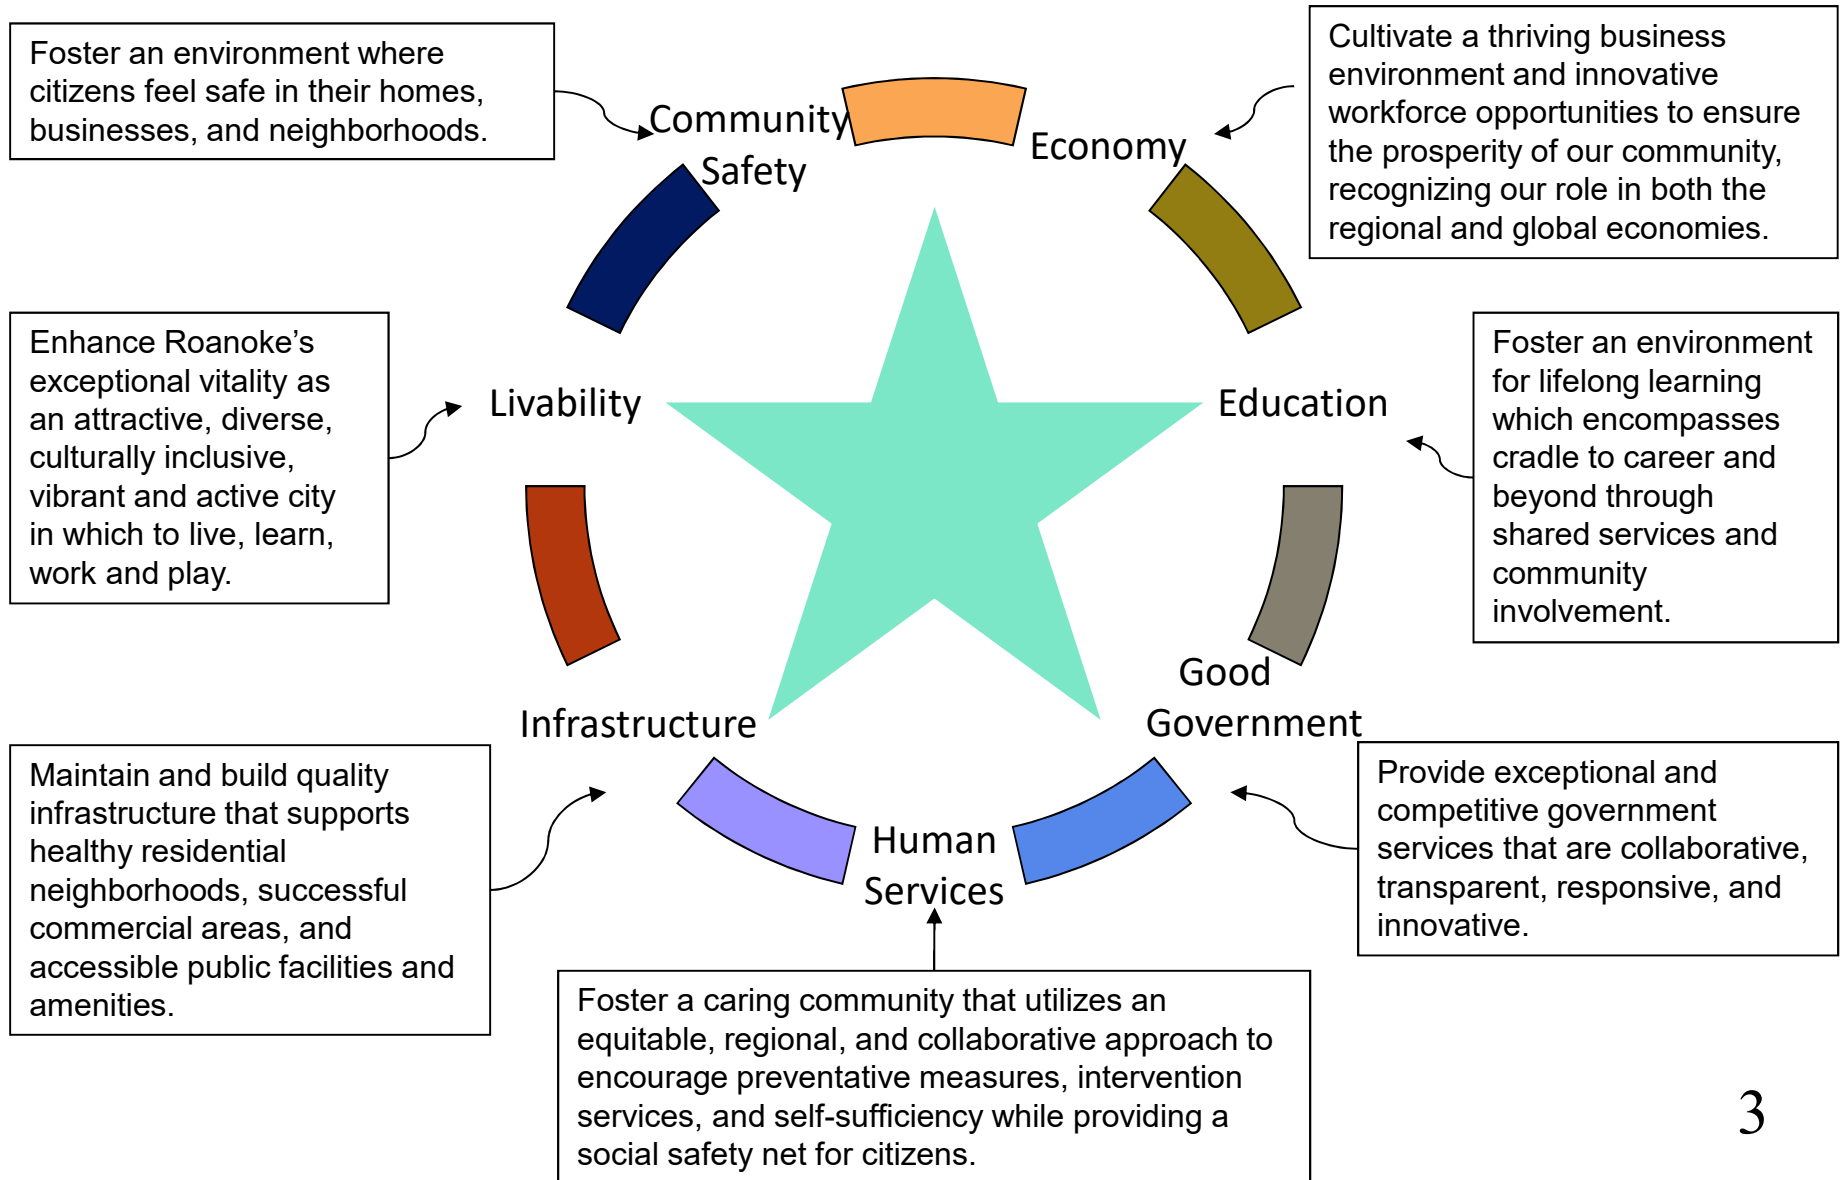 Foster an environment where
citizens feel safe in their homes,
businesses, and neighborhoods.
Community
Safety
Economy
Cultivate a thriving business
environment and innovative
workforce opportunities to ensure
the prosperity of our community,
recognizing our role in both the
regional and global economies.
Enhance Roanoke’s
exceptional vitality as
an attractive, diverse,
culturally inclusive,
vibrant and active city
in which to live, learn,
work and play.
Livability
Education
Foster an environment
for lifelong learning
which encompasses
cradle to career and
beyond through
shared services and
community
involvement.
Infrastructure
Good
Government
Maintain and build quality
infrastructure that supports
healthy residential
neighborhoods, successful
commercial areas, and
accessible public facilities and
amenities.
Human
Services
Provide exceptional and
competitive government
services that are collaborative,
transparent, responsive, and
innovative.
Foster a caring community that utilizes an
equitable, regional, and collaborative approach to
encourage preventative measures, intervention
services, and self-sufficiency while providing a
social safety net for citizens.
3